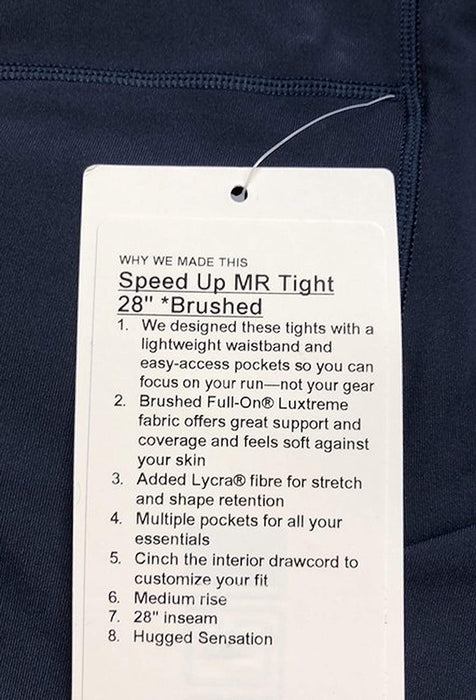 WHY WE MADE THIS
Speed Up MR Tight
28" *Brushed
1. We designed these tights with a
lightweight waistband and
easy-access pockets so you can
focus on your run—not your gear
2. Brushed Full-On® Luxtreme
fabric offers great support and
coverage and feels soft against
your skin
3. Added Lycra® fibre for stretch
and shape retention
4. Multiple pockets for all your
essentials
5. Cinch the interior drawcord to
customize your fit
6. Medium rise
7. 28" inseam
8. Hugged Sensation